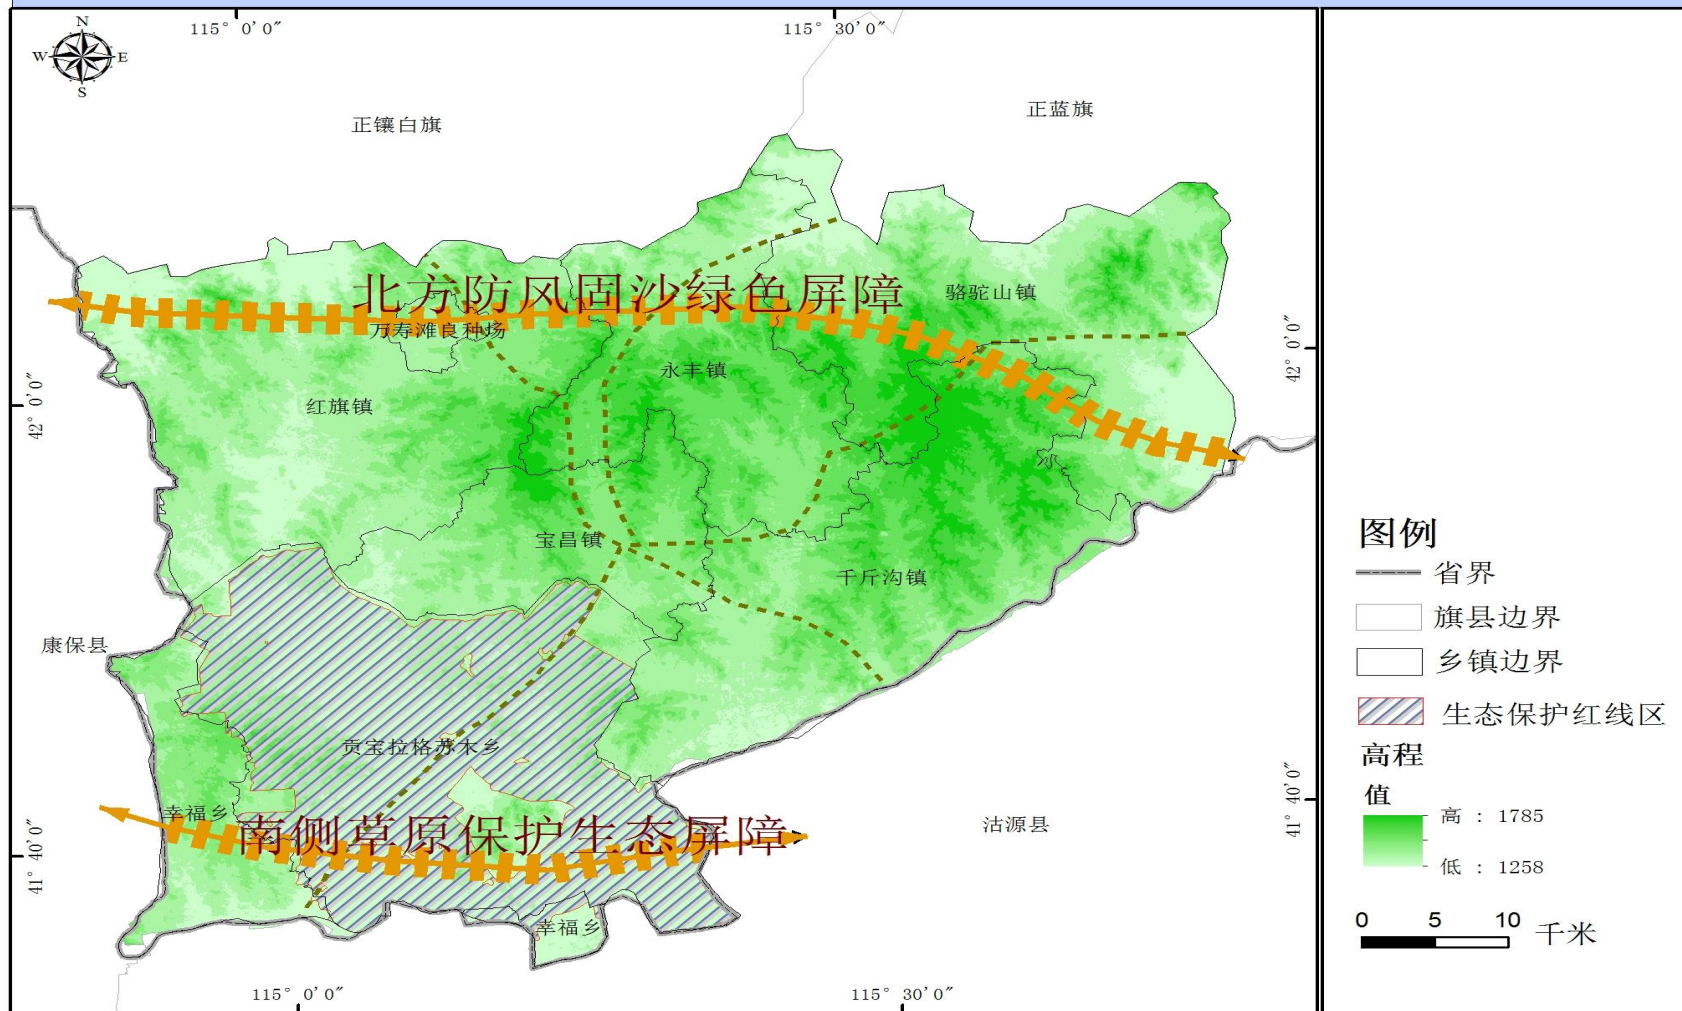 115° 0'0"
115° 30'0"
N
W
E
S
正镶白旗
正蓝旗
北方防风固沙绿色屏障
骆驼山镇
万寿滩良种场
永丰镇
红旗镇
42° 0'0"
42° 0'0"
宝昌镇
千斤沟镇
康保县
贡宝拉格苏木乡
幸福乡
南侧草原保护生态屏障
沽源县
41° 40'0"
41° 40'0"
幸福乡
115° 0'0"
115° 30'0"
图例
省界
旗县边界
乡镇边界
生态保护红线区
高程
值
高 : 1785
低 : 1258
0 5 10 千米